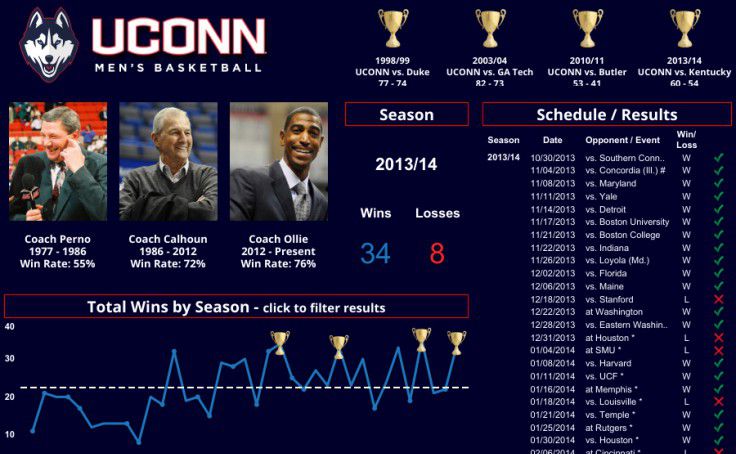 UCONN
MEN'S BASKETBALL
1998/99
UCONN vs. Duke
77 - 74
2003/04
UCONN vs. GA Tech
82 - 73
2010/11
UCONN vs. Butler
53 - 41
2013/14
UCONN vs. Kentucky
60 - 54
Coach Perno
1977 - 1986
Win Rate: 55%
Coach Calhoun
1986 - 2012
Win Rate: 72%
Coach Ollie
2012 - Present
Win Rate: 76%
Season
2013/14
Wins Losses
34 8
Total Wins by Season - click to filter results
40
30
20
10
Schedule / Results
Season Date Opponent / Event Win/
Loss
2013/14 10/30/2013 vs. Southern Conn.. W
11/04/2013 vs. Concordia (Ill.) # W
11/08/2013 vs. Maryland W
11/11/2013 vs. Yale W
11/14/2013 vs. Detroit W
11/17/2013 vs. Boston University W
11/21/2013 vs. Boston College W
11/22/2013 vs. Indiana W
11/26/2013 vs. Loyola (Md.) W
12/02/2013 vs. Florida W
12/06/2013 vs. Maine W
12/18/2013 vs. Stanford L
12/22/2013 at Washington W
12/28/2013 vs. Eastern Washin.. W
12/31/2013 at Houston * L
01/04/2014 at SMU * L
01/08/2014 vs. Harvard W
01/11/2014 vs. UCF * W
01/16/2014 at Memphis * W
01/18/2014 vs. Louisville * L
01/21/2014 vs. Temple * W
01/25/2014 at Rutgers * W
01/30/2014 vs. Houston * W
02/06/2014 at Cincinnati * L